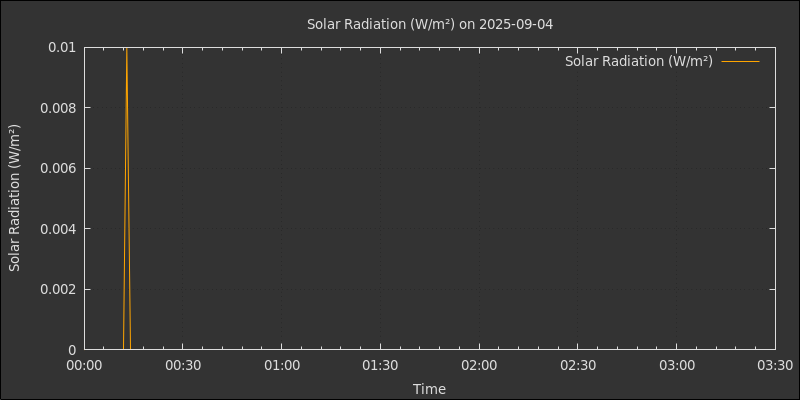 Solar Radiation (W/m²) on 2025-09-04
Solar Radiation (W/m²)
Solar Radiation (W/m²)
0.01
0.008
0.006
0.004
0.002
0
00:00 00:30 01:00 01:30 02:00 02:30 03:00 03:30
Time